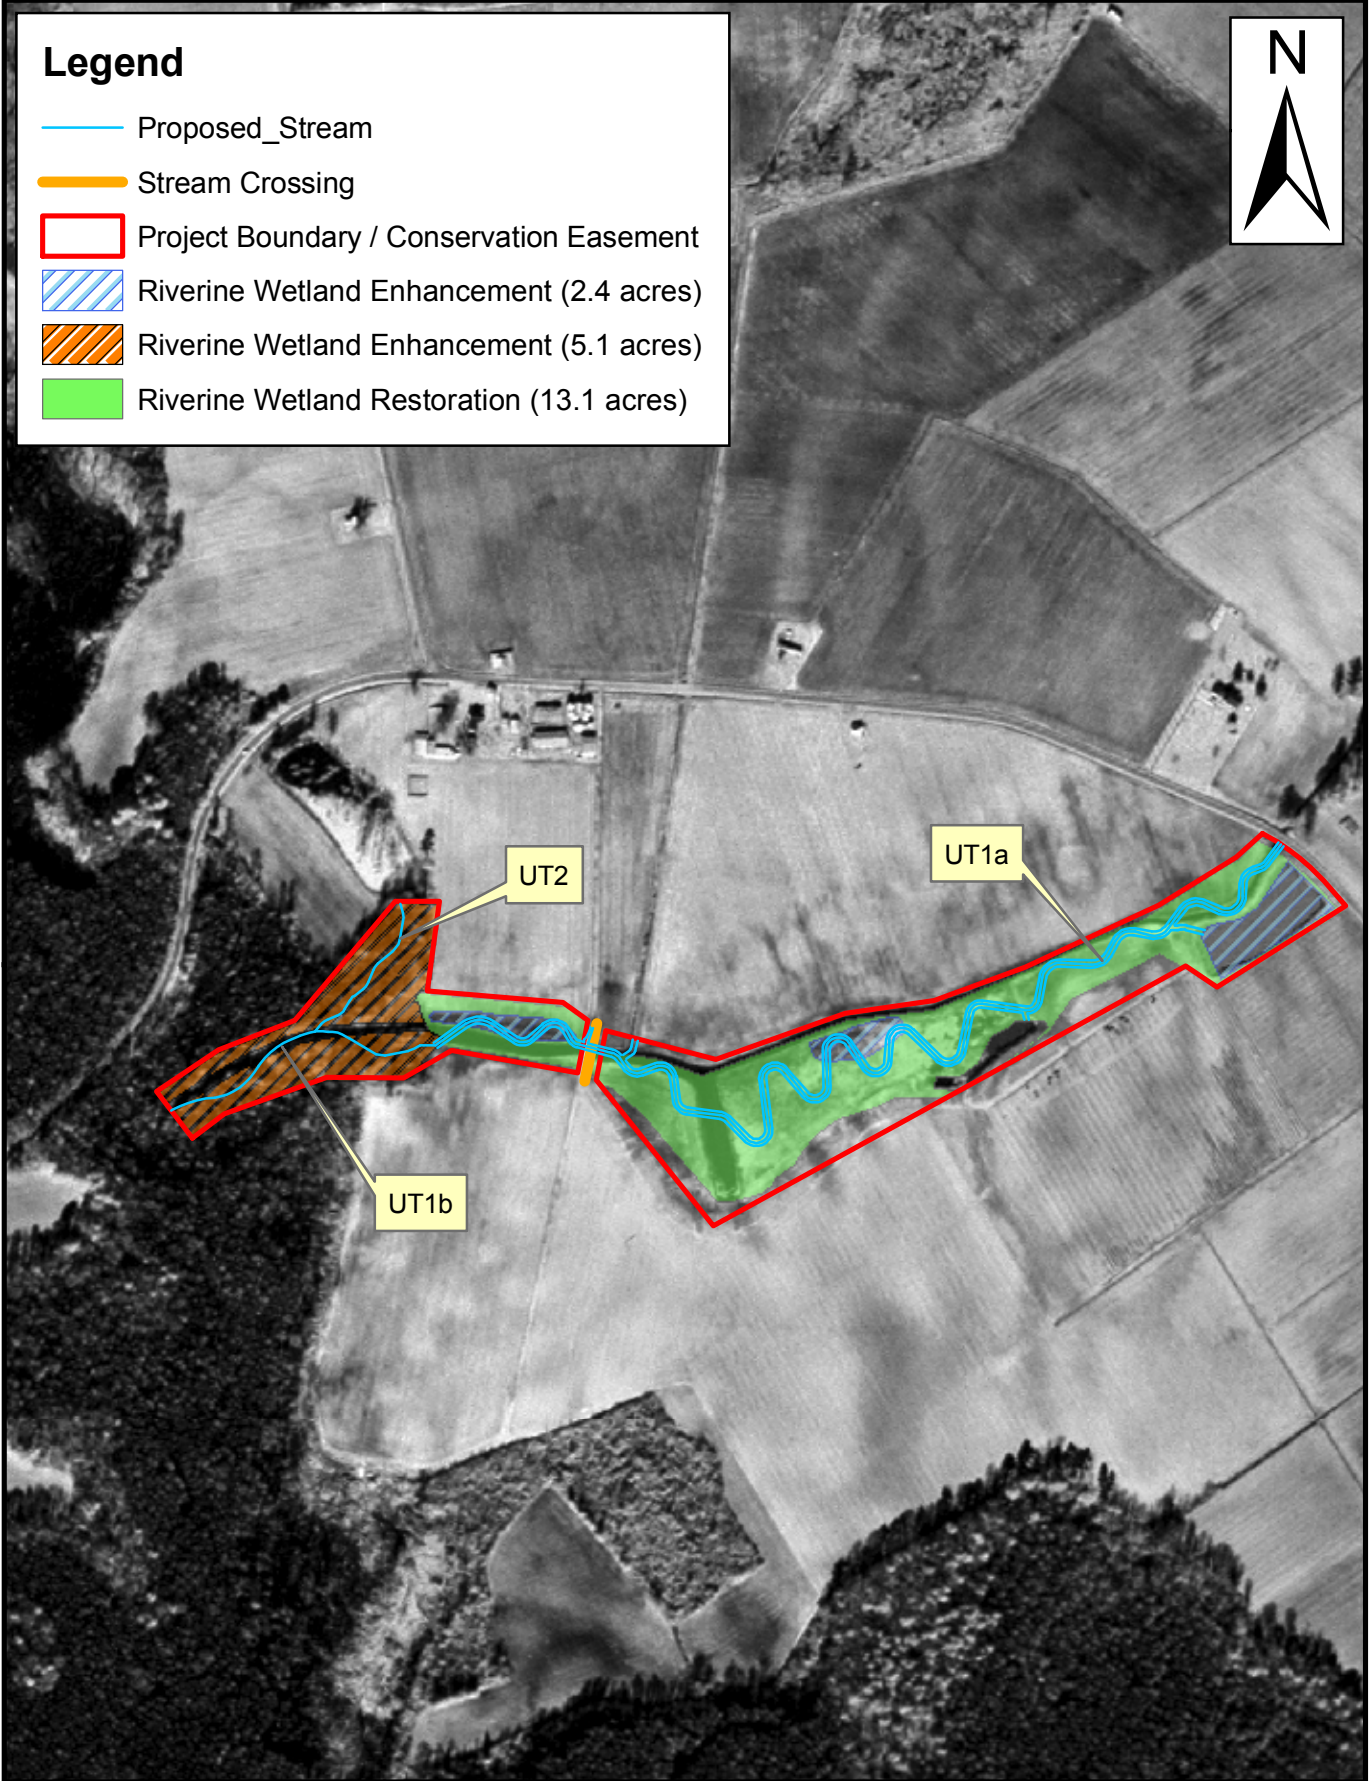 Legend
Proposed_Stream
Stream Crossing
Project Boundary / Conservation Easement
Riverine Wetland Enhancement (2.4 acres)
Riverine Wetland Enhancement (5.1 acres)
Riverine Wetland Restoration (13.1 acres)
N
UT1a
UT2
UT1b